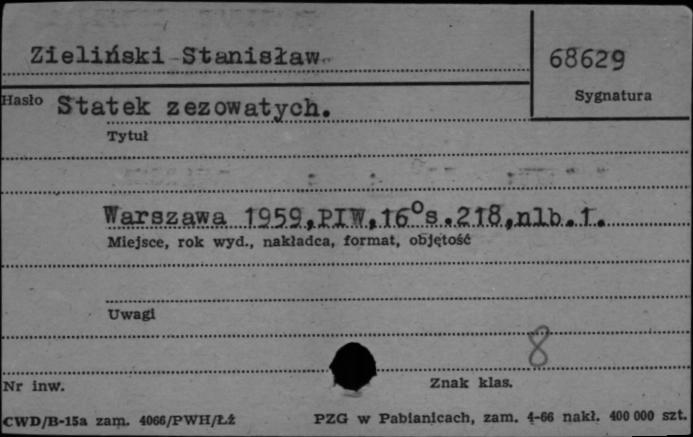 Zieliński Stanisław
68629
Sygnatura
Hasło Statek zezowatych.
Tytuł
Warszawa 1959,PIW,16°s.218,nlb.1.
Miejsce, rok wyd., nakładca, format, objętość
Uwagi
8
Nr inw. Znak klas.
CWD/B-15a zam. 4066/PWH/Łź PZG w Pabianicach, zam. 4-66 nakł. 400 000 szt.